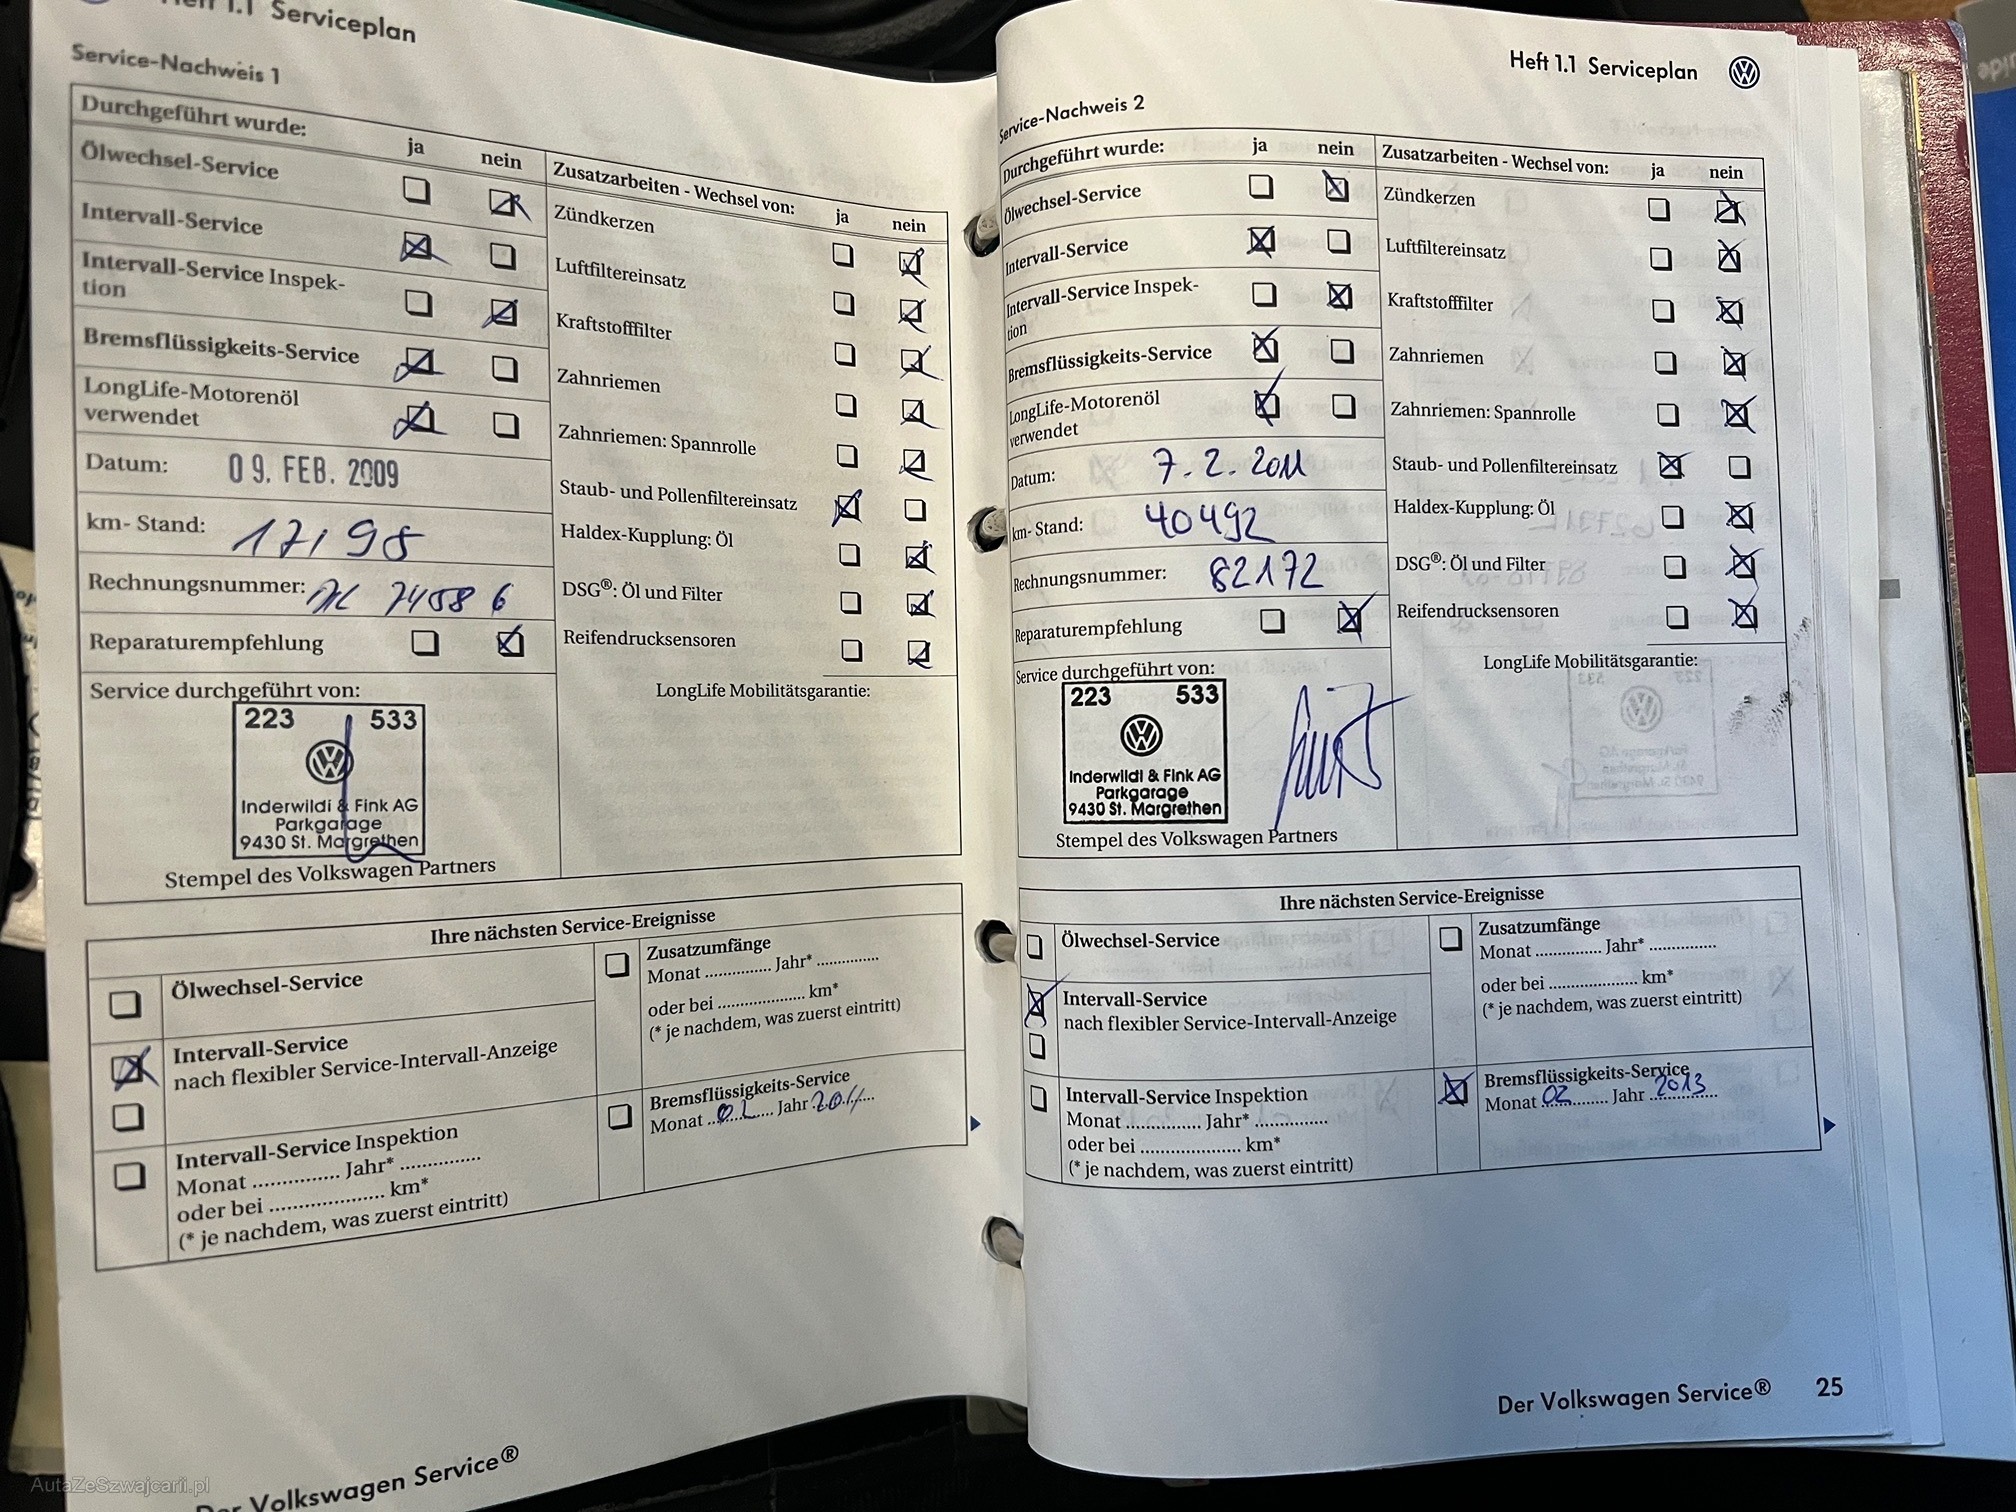 Heft 1.1 Serviceplan
Service-Nachweis 1
Durchgeführt wurde:
ja nein
Ölwechsel-Service
Intervall-Service
Intervall-Service Inspek-
tion
Bremsflüssigkeits-Service
LongLife-Motorenöl
verwendet
Datum: 09. FEB. 2009
km- Stand: 17198
Rechnungsnummer: 74586
Reparaturempfehlung
Service durchgeführt von:
223 533
Inderwildi & Fink AG
Parkgarage
9430 St. Margrethen
Stempel des Volkswagen Partners
Zusatzarbeiten - Wechsel von: ja nein
Zündkerzen
Luftfiltereinsatz
Kraftstofffilter
Zahnriemen
Zahnriemen: Spannrolle
Staub- und Pollenfiltereinsatz
Haldex-Kupplung: Öl
DSG®: Öl und Filter
Reifendrucksensoren
LongLife Mobilitätsgarantie:
Ihre nächsten Service-Ereignisse
Ölwechsel-Service
Intervall-Service
nach flexibler Service-Intervall-Anzeige
Intervall-Service Inspektion
Monat ............... Jahr* ..............
oder bei .................... km*
(* je nachdem, was zuerst eintritt)
Zusatzumfänge
Monat ............ Jahr* .............
oder bei .................... km*
(* je nachdem, was zuerst eintritt)
Bremsflüssigkeits-Service
Monat 02 Jahr 2011
Der Volkswagen Service®
Heft 1.1 Serviceplan
Service-Nachweis 2
Durchgeführt wurde: ja nein
Ölwechsel-Service
Intervall-Service
Intervall-Service Inspek-
tion
Bremsflüssigkeits-Service
LongLife-Motorenöl
verwendet
Datum: 7. 2. 2011
km- Stand: 40492
Rechnungsnummer: 82172
Reparaturempfehlung
Service durchgeführt von:
223 533
Inderwildi & Fink AG
Parkgarage
9430 St. Margrethen
Stempel des Volkswagen Partners
Zusatzarbeiten - Wechsel von: ja nein
Zündkerzen
Luftfiltereinsatz
Kraftstofffilter
Zahnriemen
Zahnriemen: Spannrolle
Staub- und Pollenfiltereinsatz
Haldex-Kupplung: Öl
DSG®: Öl und Filter
Reifendrucksensoren
LongLife Mobilitätsgarantie:
Ihre nächsten Service-Ereignisse
Ölwechsel-Service
Intervall-Service
nach flexibler Service-Intervall-Anzeige
Intervall-Service Inspektion
Monat .............. Jahr* .............
oder bei .................... km*
(* je nachdem, was zuerst eintritt)
Zusatzumfänge
Monat ............ Jahr* .............
oder bei .................... km*
(* je nachdem, was zuerst eintritt)
Bremsflüssigkeits-Service
Monat 02 Jahr 2013
Der Volkswagen Service® 25
AutaZeSzwajcarii.pl